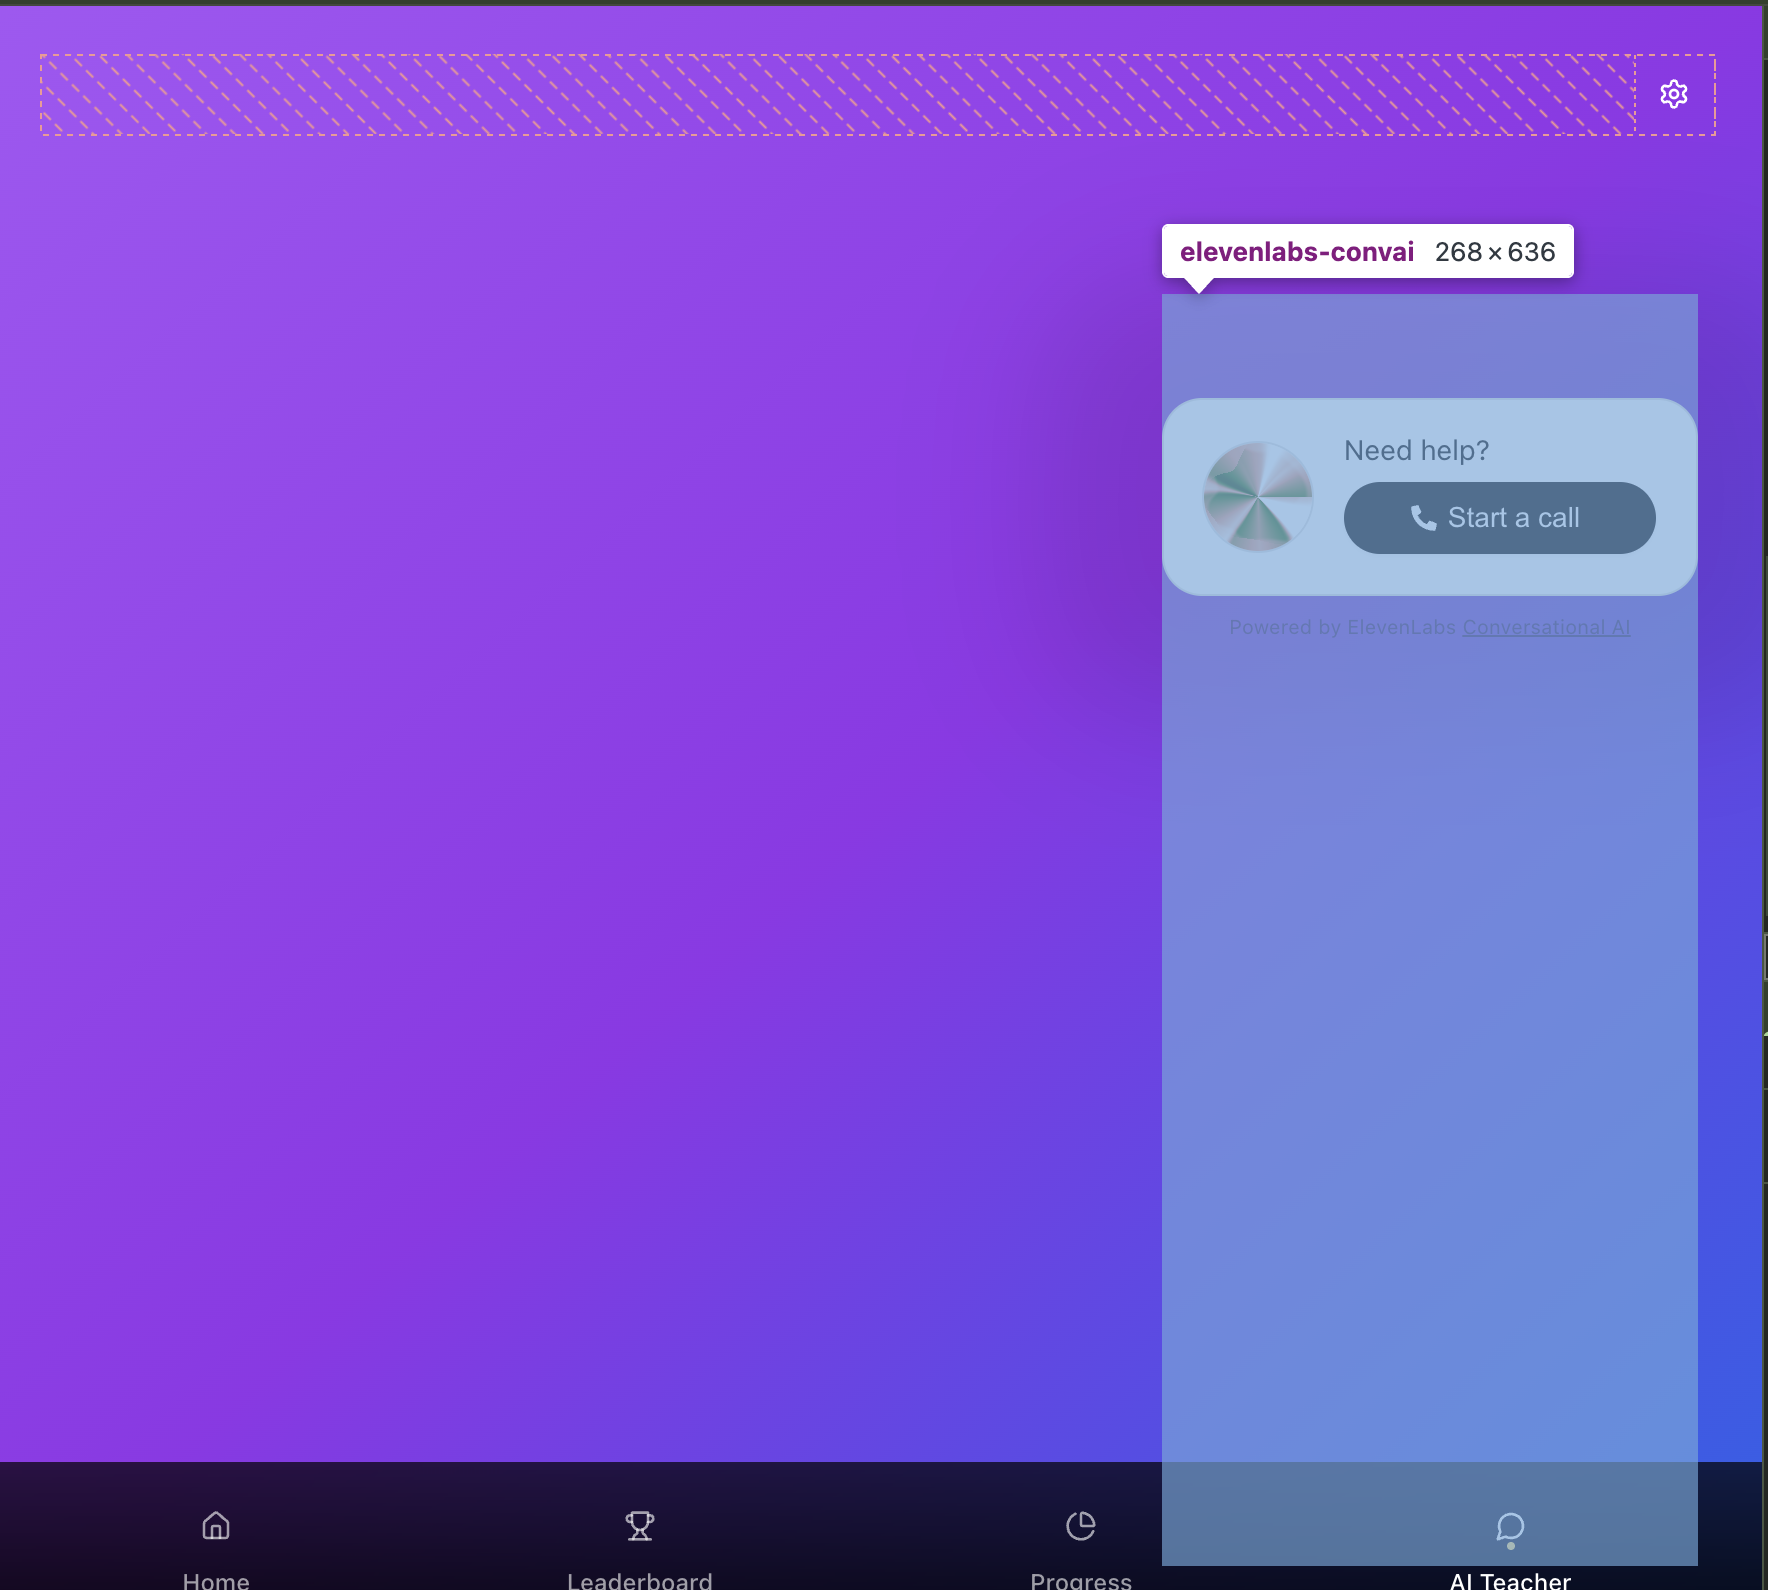 elevenlabs-convai 268 × 636
Need help?
Start a call
Powered by ElevenLabs Conversational AI
Home
Leaderboard
Progress
AI Teacher